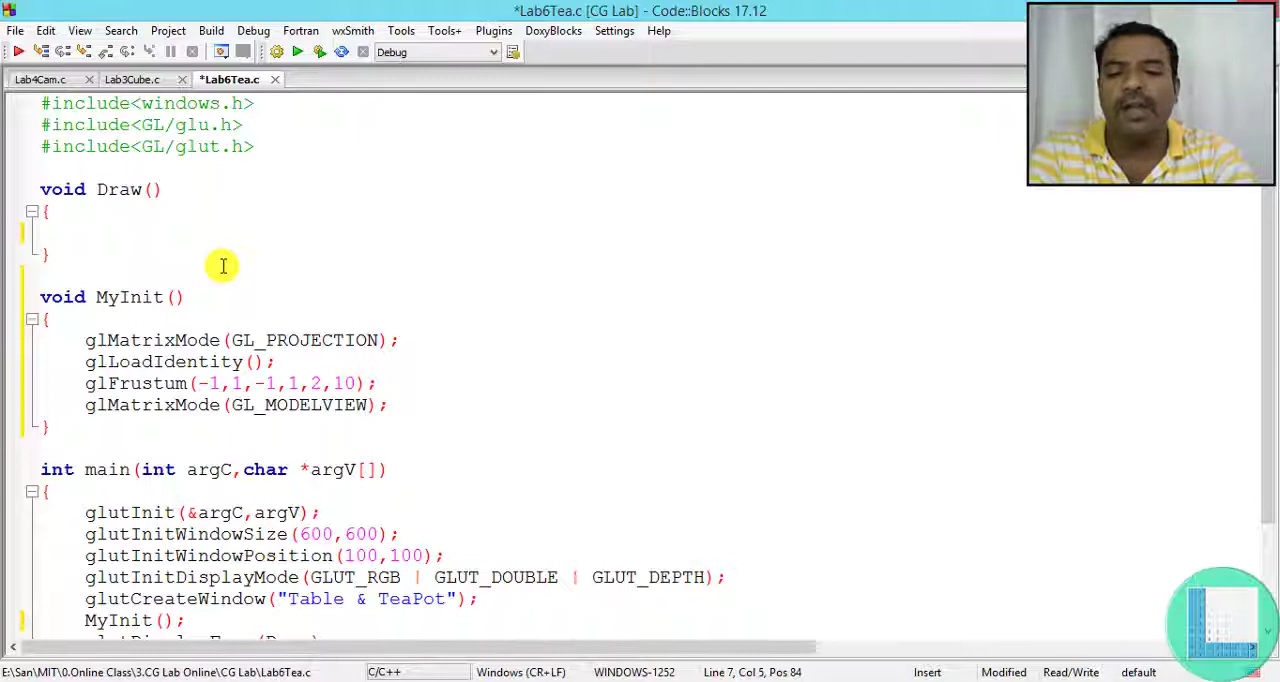 *Lab6Tea.c [CG Lab] - Code::Blocks 17.12
File Edit View Search Project Build Debug Fortran wxSmith Tools Tools+ Plugins DoxyBlocks Settings Help
Debug
Lab4Cam.c Lab3Cube.c *Lab6Tea.c
#include<windows.h>
#include<GL/glu.h>
#include<GL/glut.h>
void Draw()
{
}
void MyInit()
{
glMatrixMode(GL_PROJECTION);
glLoadIdentity();
glFrustum(-1,1,-1,1,2,10);
glMatrixMode(GL_MODELVIEW);
}
int main(int argC,char *argV[])
{
glutInit(&argC,argV);
glutInitWindowSize(600,600);
glutInitWindowPosition(100,100);
glutInitDisplayMode(GLUT_RGB | GLUT_DOUBLE | GLUT_DEPTH);
glutCreateWindow("Table & TeaPot");
MyInit();
E:\San\MIT\0.Online Class\3.CG Lab Online\CG Lab\Lab6Tea.c C/C++ Windows (CR+LF) WINDOWS-1252 Line 7, Col 5, Pos 84 Insert Modified Read/Write default